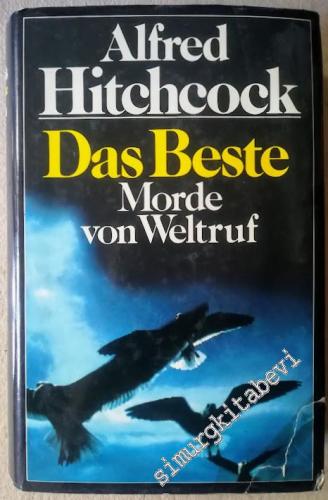 Alfred
Hitchcock
Das Beste
Morde
von Weltruf
simurgkitabevi